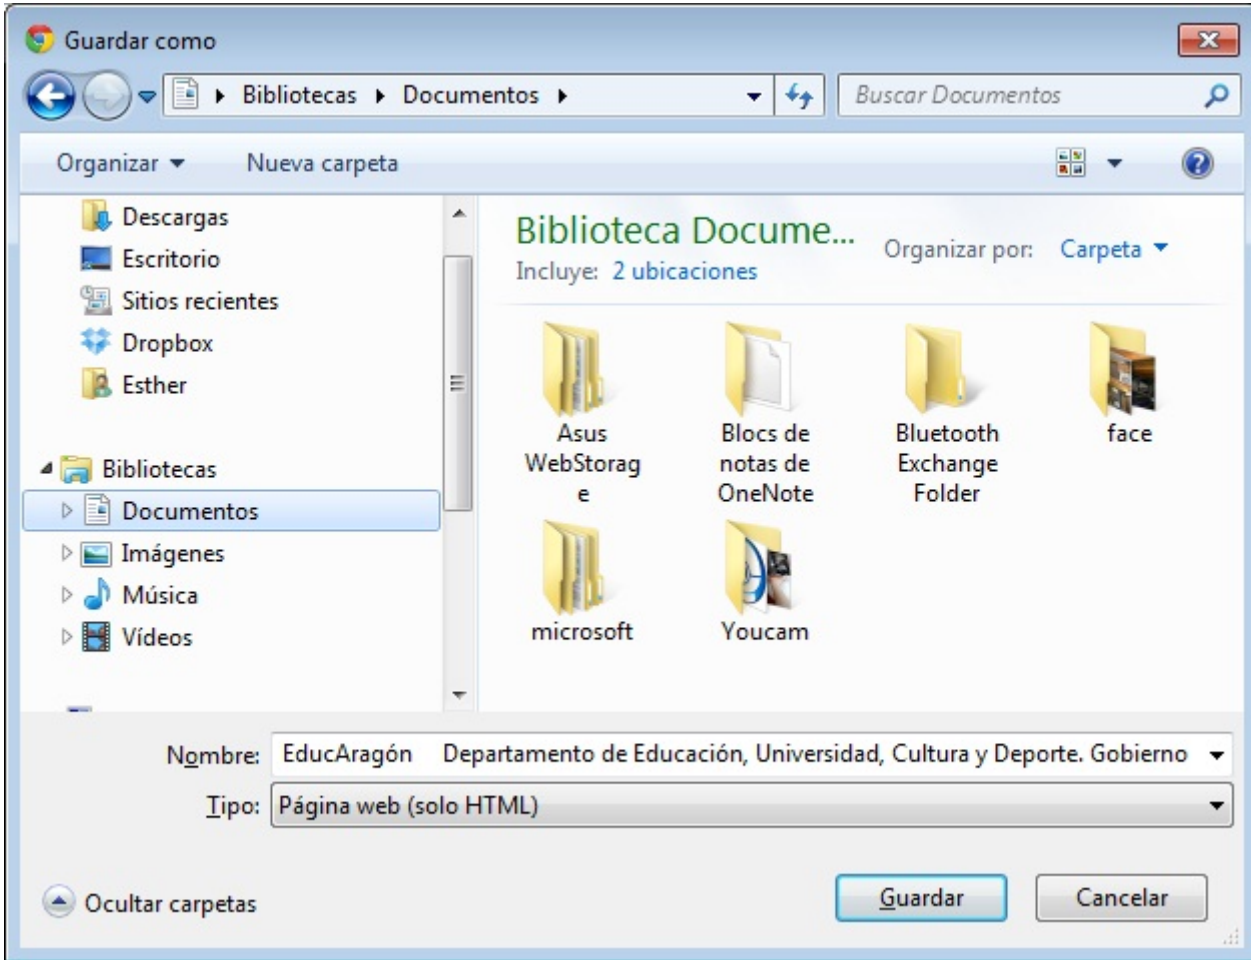 Guardar como
Bibliotecas Documentos
Buscar Documentos
Organizar Nueva carpeta
Descargas
Escritorio
Sitios recientes
Dropbox
Esther
Bibliotecas
Documentos
Imágenes
Música
Vídeos
Biblioteca Docume...
Incluye: 2 ubicaciones
Organizar por: Carpeta
Asus
WebStorag
e
Blocs de
notas de
OneNote
Bluetooth
Exchange
Folder
face
microsoft
Youcam
Nombre: EducAragón Departamento de Educación, Universidad, Cultura y Deporte. Gobierno
Tipo: Página web (solo HTML)
Ocultar carpetas
Guardar
Cancelar